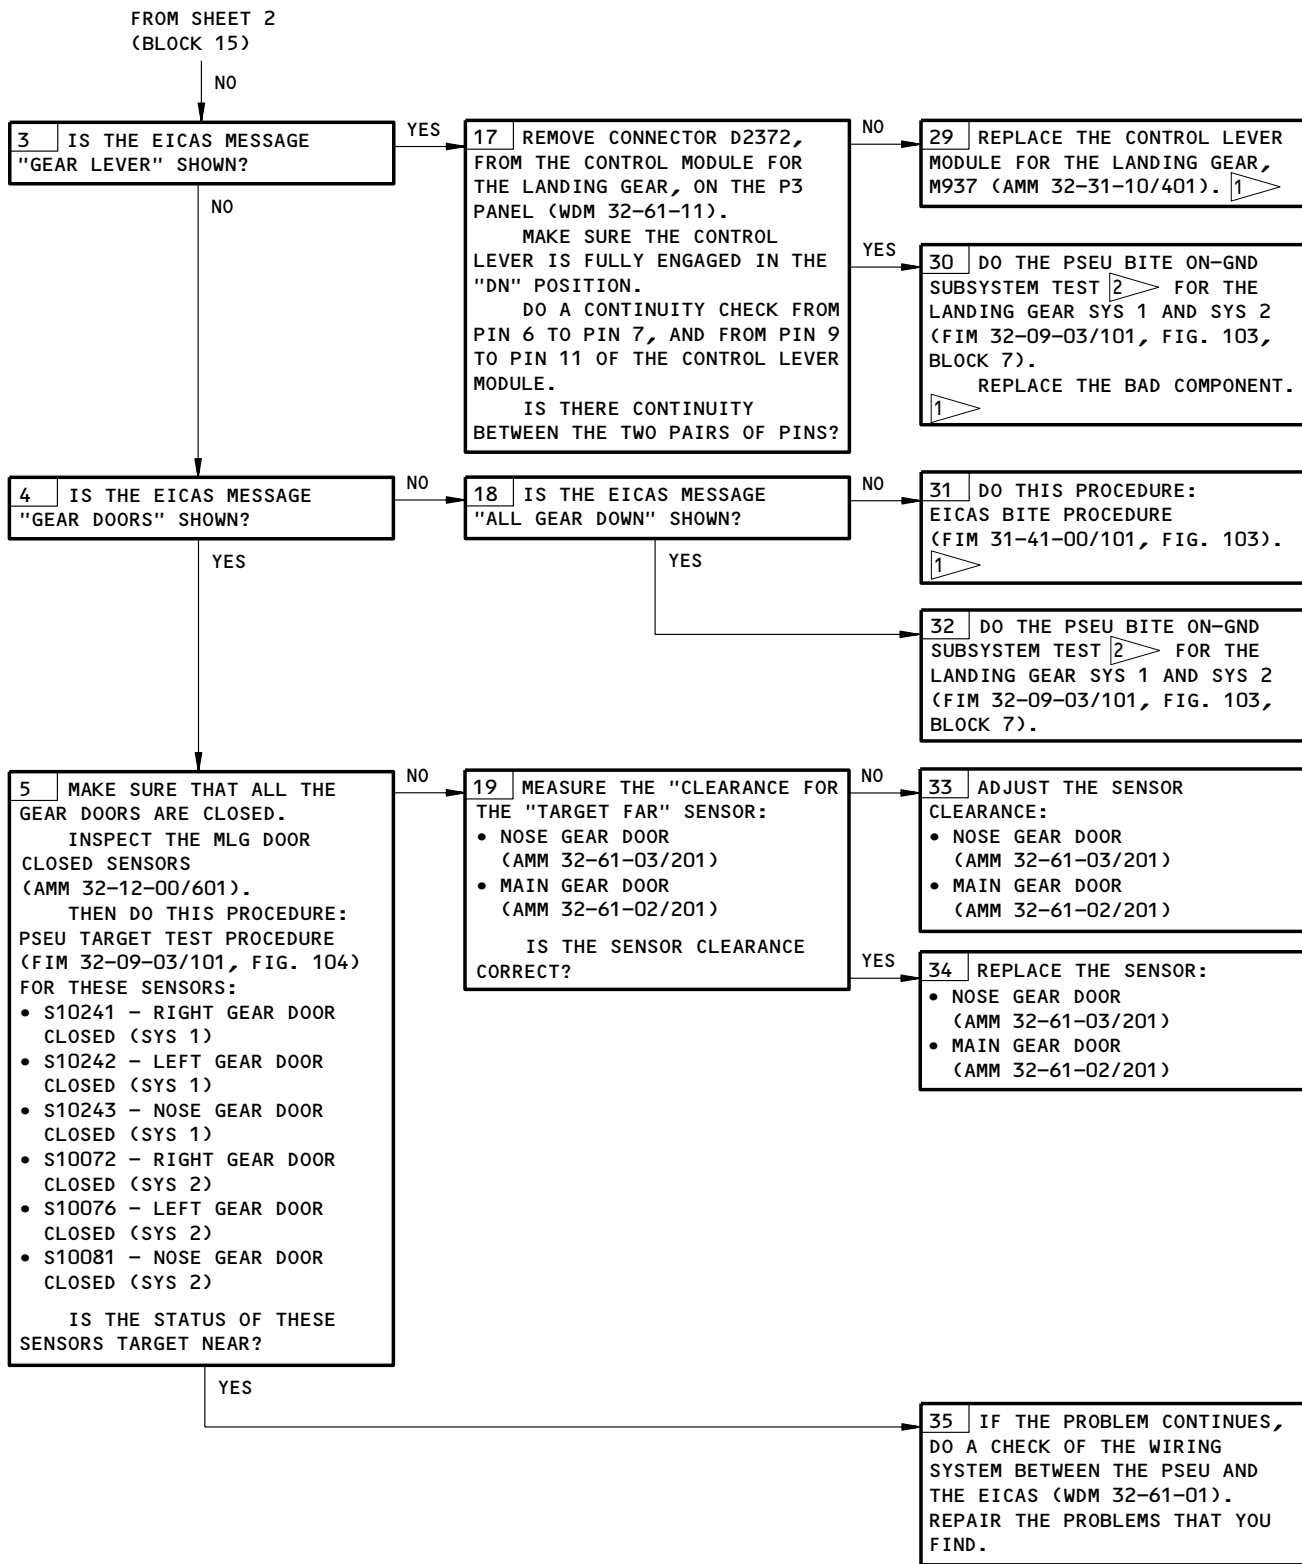 FROM SHEET 2
(BLOCK 15)
NO
3 IS THE EICAS MESSAGE
"GEAR LEVER" SHOWN?
YES
NO
17 REMOVE CONNECTOR D2372,
FROM THE CONTROL MODULE FOR
THE LANDING GEAR, ON THE P3
PANEL (WDM 32-61-11).
MAKE SURE THE CONTROL
LEVER IS FULLY ENGAGED IN THE
"DN" POSITION.
DO A CONTINUITY CHECK FROM
PIN 6 TO PIN 7, AND FROM PIN 9
TO PIN 11 OF THE CONTROL LEVER
MODULE.
IS THERE CONTINUITY
BETWEEN THE TWO PAIRS OF PINS?
NO
29 REPLACE THE CONTROL LEVER
MODULE FOR THE LANDING GEAR,
M937 (AMM 32-31-10/401). 1
YES
30 DO THE PSEU BITE ON-GND
SUBSYSTEM TEST 2 FOR THE
LANDING GEAR SYS 1 AND SYS 2
(FIM 32-09-03/101, FIG. 103,
BLOCK 7).
REPLACE THE BAD COMPONENT.
1
4 IS THE EICAS MESSAGE
"GEAR DOORS" SHOWN?
NO
YES
18 IS THE EICAS MESSAGE
"ALL GEAR DOWN" SHOWN?
NO
YES
31 DO THIS PROCEDURE:
EICAS BITE PROCEDURE
(FIM 31-41-00/101, FIG. 103).
1
32 DO THE PSEU BITE ON-GND
SUBSYSTEM TEST 2 FOR THE
LANDING GEAR SYS 1 AND SYS 2
(FIM 32-09-03/101, FIG. 103,
BLOCK 7).
5 MAKE SURE THAT ALL THE
GEAR DOORS ARE CLOSED.
INSPECT THE MLG DOOR
CLOSED SENSORS
(AMM 32-12-00/601).
THEN DO THIS PROCEDURE:
PSEU TARGET TEST PROCEDURE
(FIM 32-09-03/101, FIG. 104)
FOR THESE SENSORS:
• S10241 - RIGHT GEAR DOOR
CLOSED (SYS 1)
• S10242 - LEFT GEAR DOOR
CLOSED (SYS 1)
• S10243 - NOSE GEAR DOOR
CLOSED (SYS 1)
• S10072 - RIGHT GEAR DOOR
CLOSED (SYS 2)
• S10076 - LEFT GEAR DOOR
CLOSED (SYS 2)
• S10081 - NOSE GEAR DOOR
CLOSED (SYS 2)
IS THE STATUS OF THESE
SENSORS TARGET NEAR?
NO
YES
19 MEASURE THE "CLEARANCE FOR
THE "TARGET FAR" SENSOR:
• NOSE GEAR DOOR
(AMM 32-61-03/201)
• MAIN GEAR DOOR
(AMM 32-61-02/201)
IS THE SENSOR CLEARANCE
CORRECT?
NO
33 ADJUST THE SENSOR
CLEARANCE:
• NOSE GEAR DOOR
(AMM 32-61-03/201)
• MAIN GEAR DOOR
(AMM 32-61-02/201)
YES
34 REPLACE THE SENSOR:
• NOSE GEAR DOOR
(AMM 32-61-03/201)
• MAIN GEAR DOOR
(AMM 32-61-02/201)
35 IF THE PROBLEM CONTINUES,
DO A CHECK OF THE WIRING
SYSTEM BETWEEN THE PSEU AND
THE EICAS (WDM 32-61-01).
REPAIR THE PROBLEMS THAT YOU
FIND.